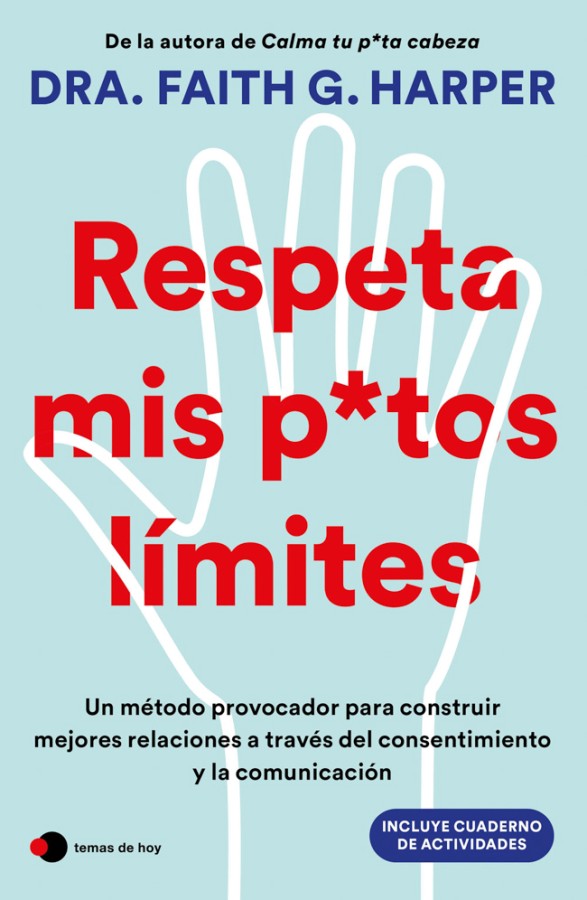 De la autora de Calma tu p*ta cabeza
DRA. FAITH G. HARPER
Respeta
mis p*tos
límites
Un método provocador para construir
mejores relaciones a través del consentimiento
y la comunicación
temas de hoy
INCLUYE CUADERNO
DE ACTIVIDADES